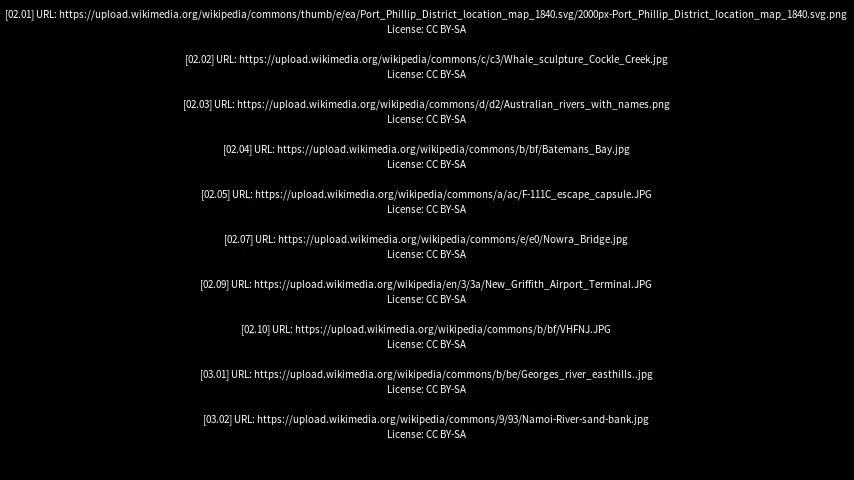 [02.01] URL: https://upload.wikimedia.org/wikipedia/commons/thumb/e/ea/Port_Phillip_District_location_map_1840.svg/2000px-Port_Phillip_District_location_map_1840.svg.png
License: CC BY-SA
[02.02] URL: https://upload.wikimedia.org/wikipedia/commons/c/c3/Whale_sculpture_Cockle_Creek.jpg
License: CC BY-SA
[02.03] URL: https://upload.wikimedia.org/wikipedia/commons/d/d2/Australian_rivers_with_names.png
License: CC BY-SA
[02.04] URL: https://upload.wikimedia.org/wikipedia/commons/b/bf/Batemans_Bay.jpg
License: CC BY-SA
[02.05] URL: https://upload.wikimedia.org/wikipedia/commons/a/ac/F-111C_escape_capsule.JPG
License: CC BY-SA
[02.07] URL: https://upload.wikimedia.org/wikipedia/commons/e/e0/Nowra_Bridge.jpg
License: CC BY-SA
[02.09] URL: https://upload.wikimedia.org/wikipedia/en/3/3a/New_Griffith_Airport_Terminal.JPG
License: CC BY-SA
[02.10] URL: https://upload.wikimedia.org/wikipedia/commons/b/bf/VHFNJ.JPG
License: CC BY-SA
[03.01] URL: https://upload.wikimedia.org/wikipedia/commons/b/be/Georges_river_easthills..jpg
License: CC BY-SA
[03.02] URL: https://upload.wikimedia.org/wikipedia/commons/9/93/Namoi-River-sand-bank.jpg
License: CC BY-SA